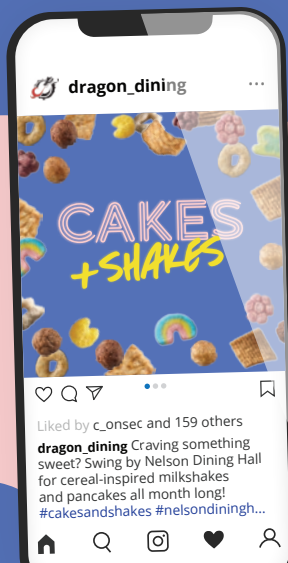 dragon_dining
CAKES
+SHAKES
Liked by c_onsec and 159 others
dragon_dining Craving something
sweet? Swing by Nelson Dining Hall
for cereal-inspired milkshakes
and pancakes all month long!
#cakesandshakes #nelsondiningh...